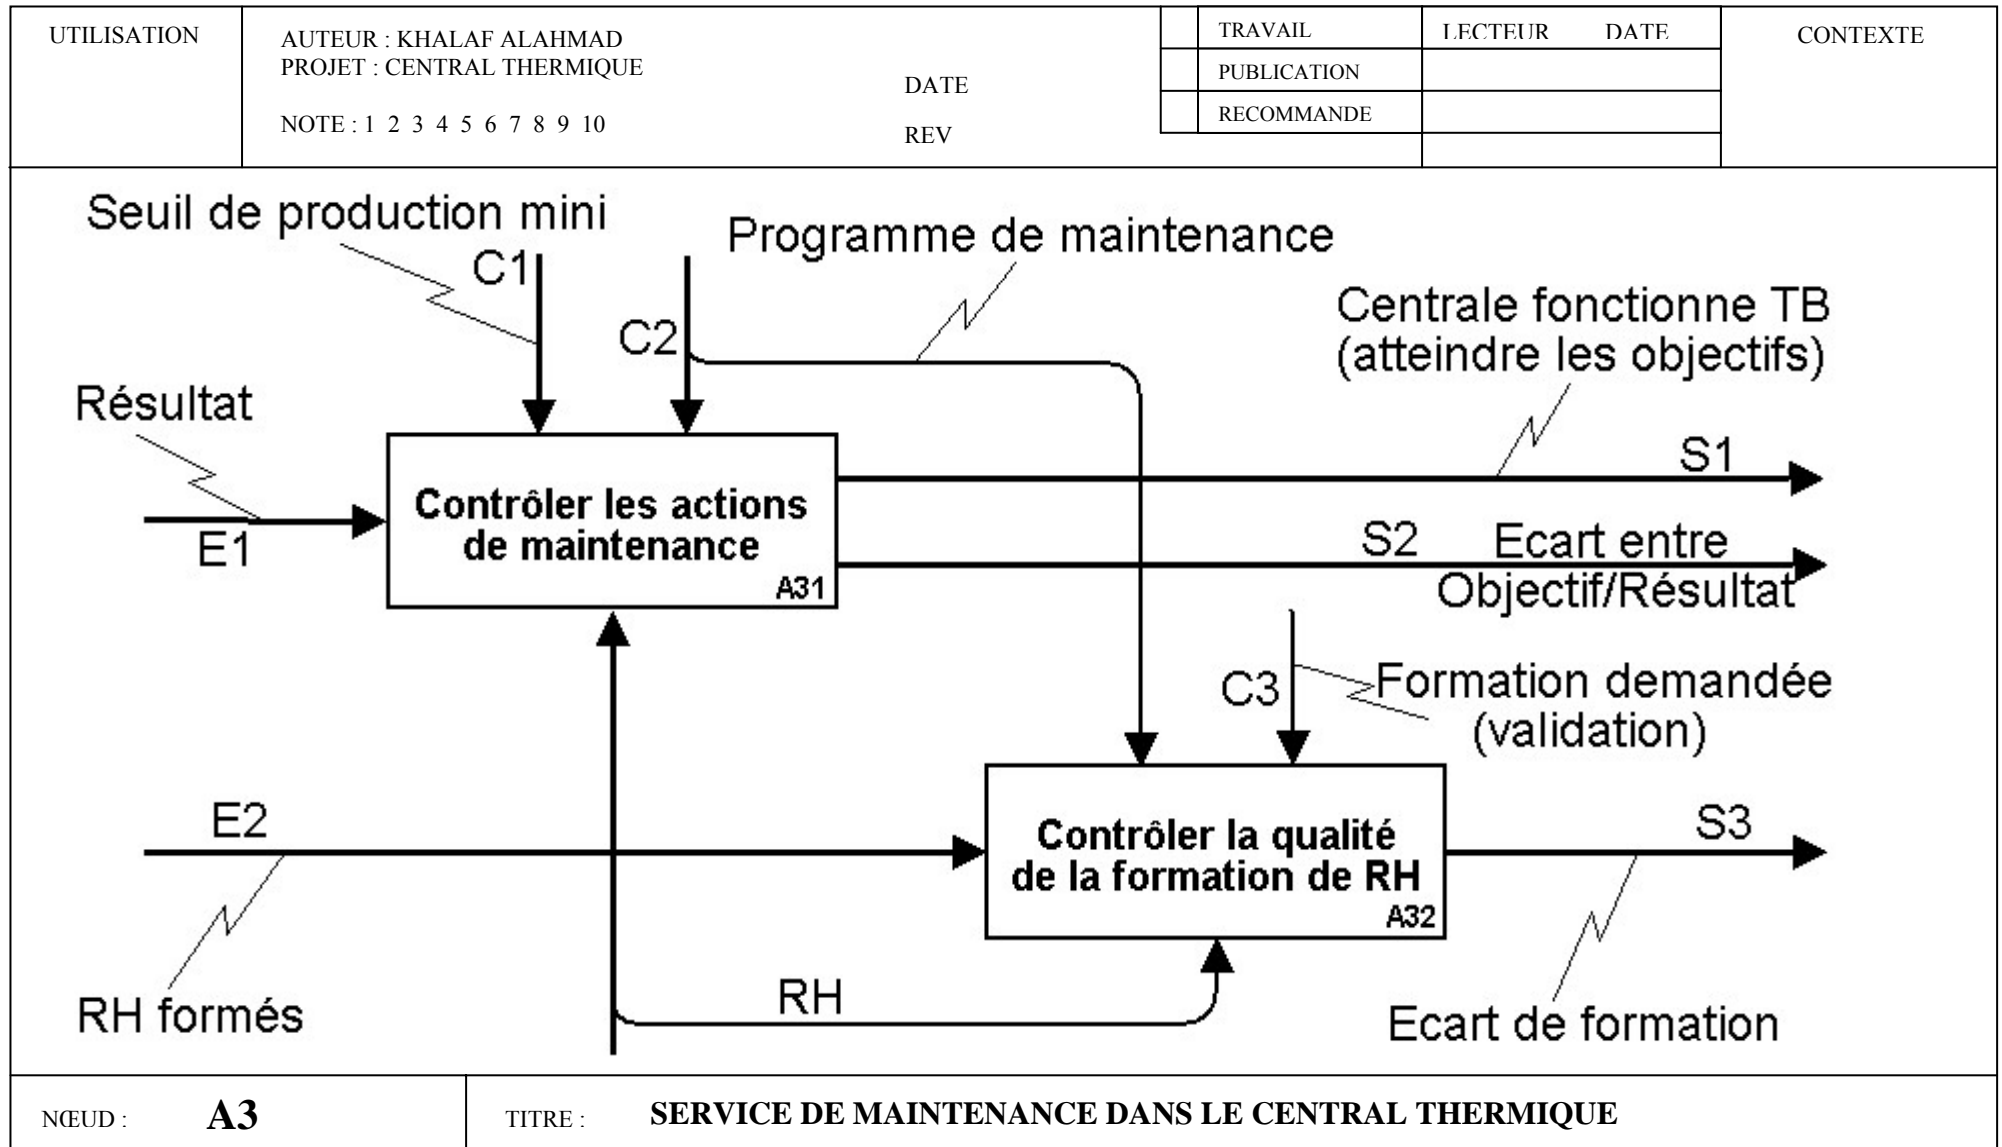 UTILISATION
AUTEUR : KHALAF ALAHMAD
PROJET : CENTRAL THERMIQUE
NOTE : 1 2 3 4 5 6 7 8 9 10
DATE
REV
TRAVAIL
PUBLICATION
RECOMMANDE
LECTEUR DATE
CONTEXTE
Seuil de production mini
C1
C2
Programme de maintenance
Centrale fonctionne TB
(atteindre les objectifs)
Résultat
E1
Contrôler les actions
de maintenance
A31
S1
S2 Ecart entre
Objectif/Résultat
C3
Formation demandée
(validation)
E2
Contrôler la qualité
de la formation de RH
A32
S3
RH formés
RH
Ecart de formation
NŒUD : A3
TITRE : SERVICE DE MAINTENANCE DANS LE CENTRAL THERMIQUE